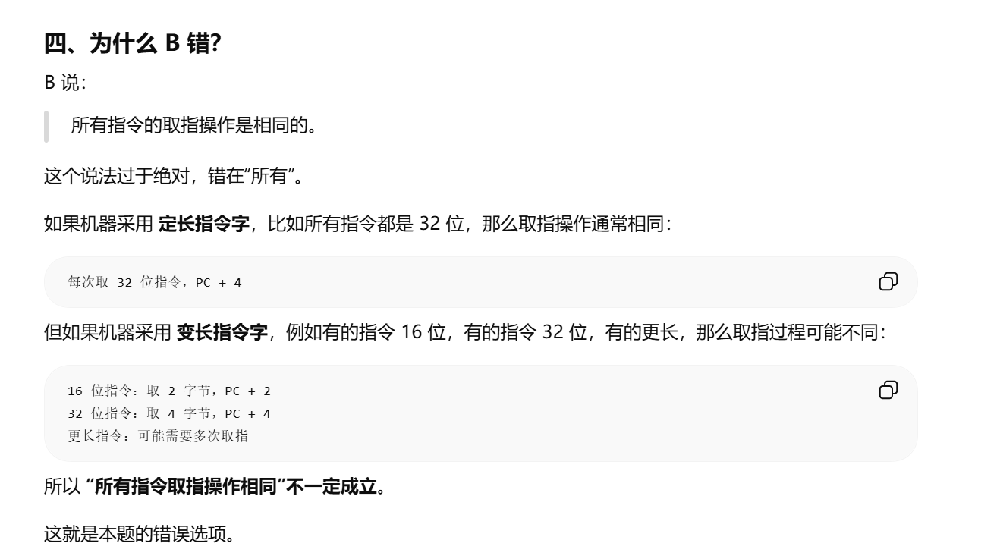 四、为什么 B 错？
B 说：
所有指令的取指操作是相同的。
这个说法过于绝对，错在“所有”。
如果机器采用 定长指令字，比如所有指令都是 32 位，那么取指操作通常相同：
每次取 32 位指令，PC + 4
但如果机器采用 变长指令字，例如有的指令 16 位，有的指令 32 位，有的更长，那么取指过程可能不同：
16 位指令：取 2 字节，PC + 2
32 位指令：取 4 字节，PC + 4
更长指令：可能需要多次取指
所以 “所有指令取指操作相同”不一定成立。
这就是本题的错误选项。